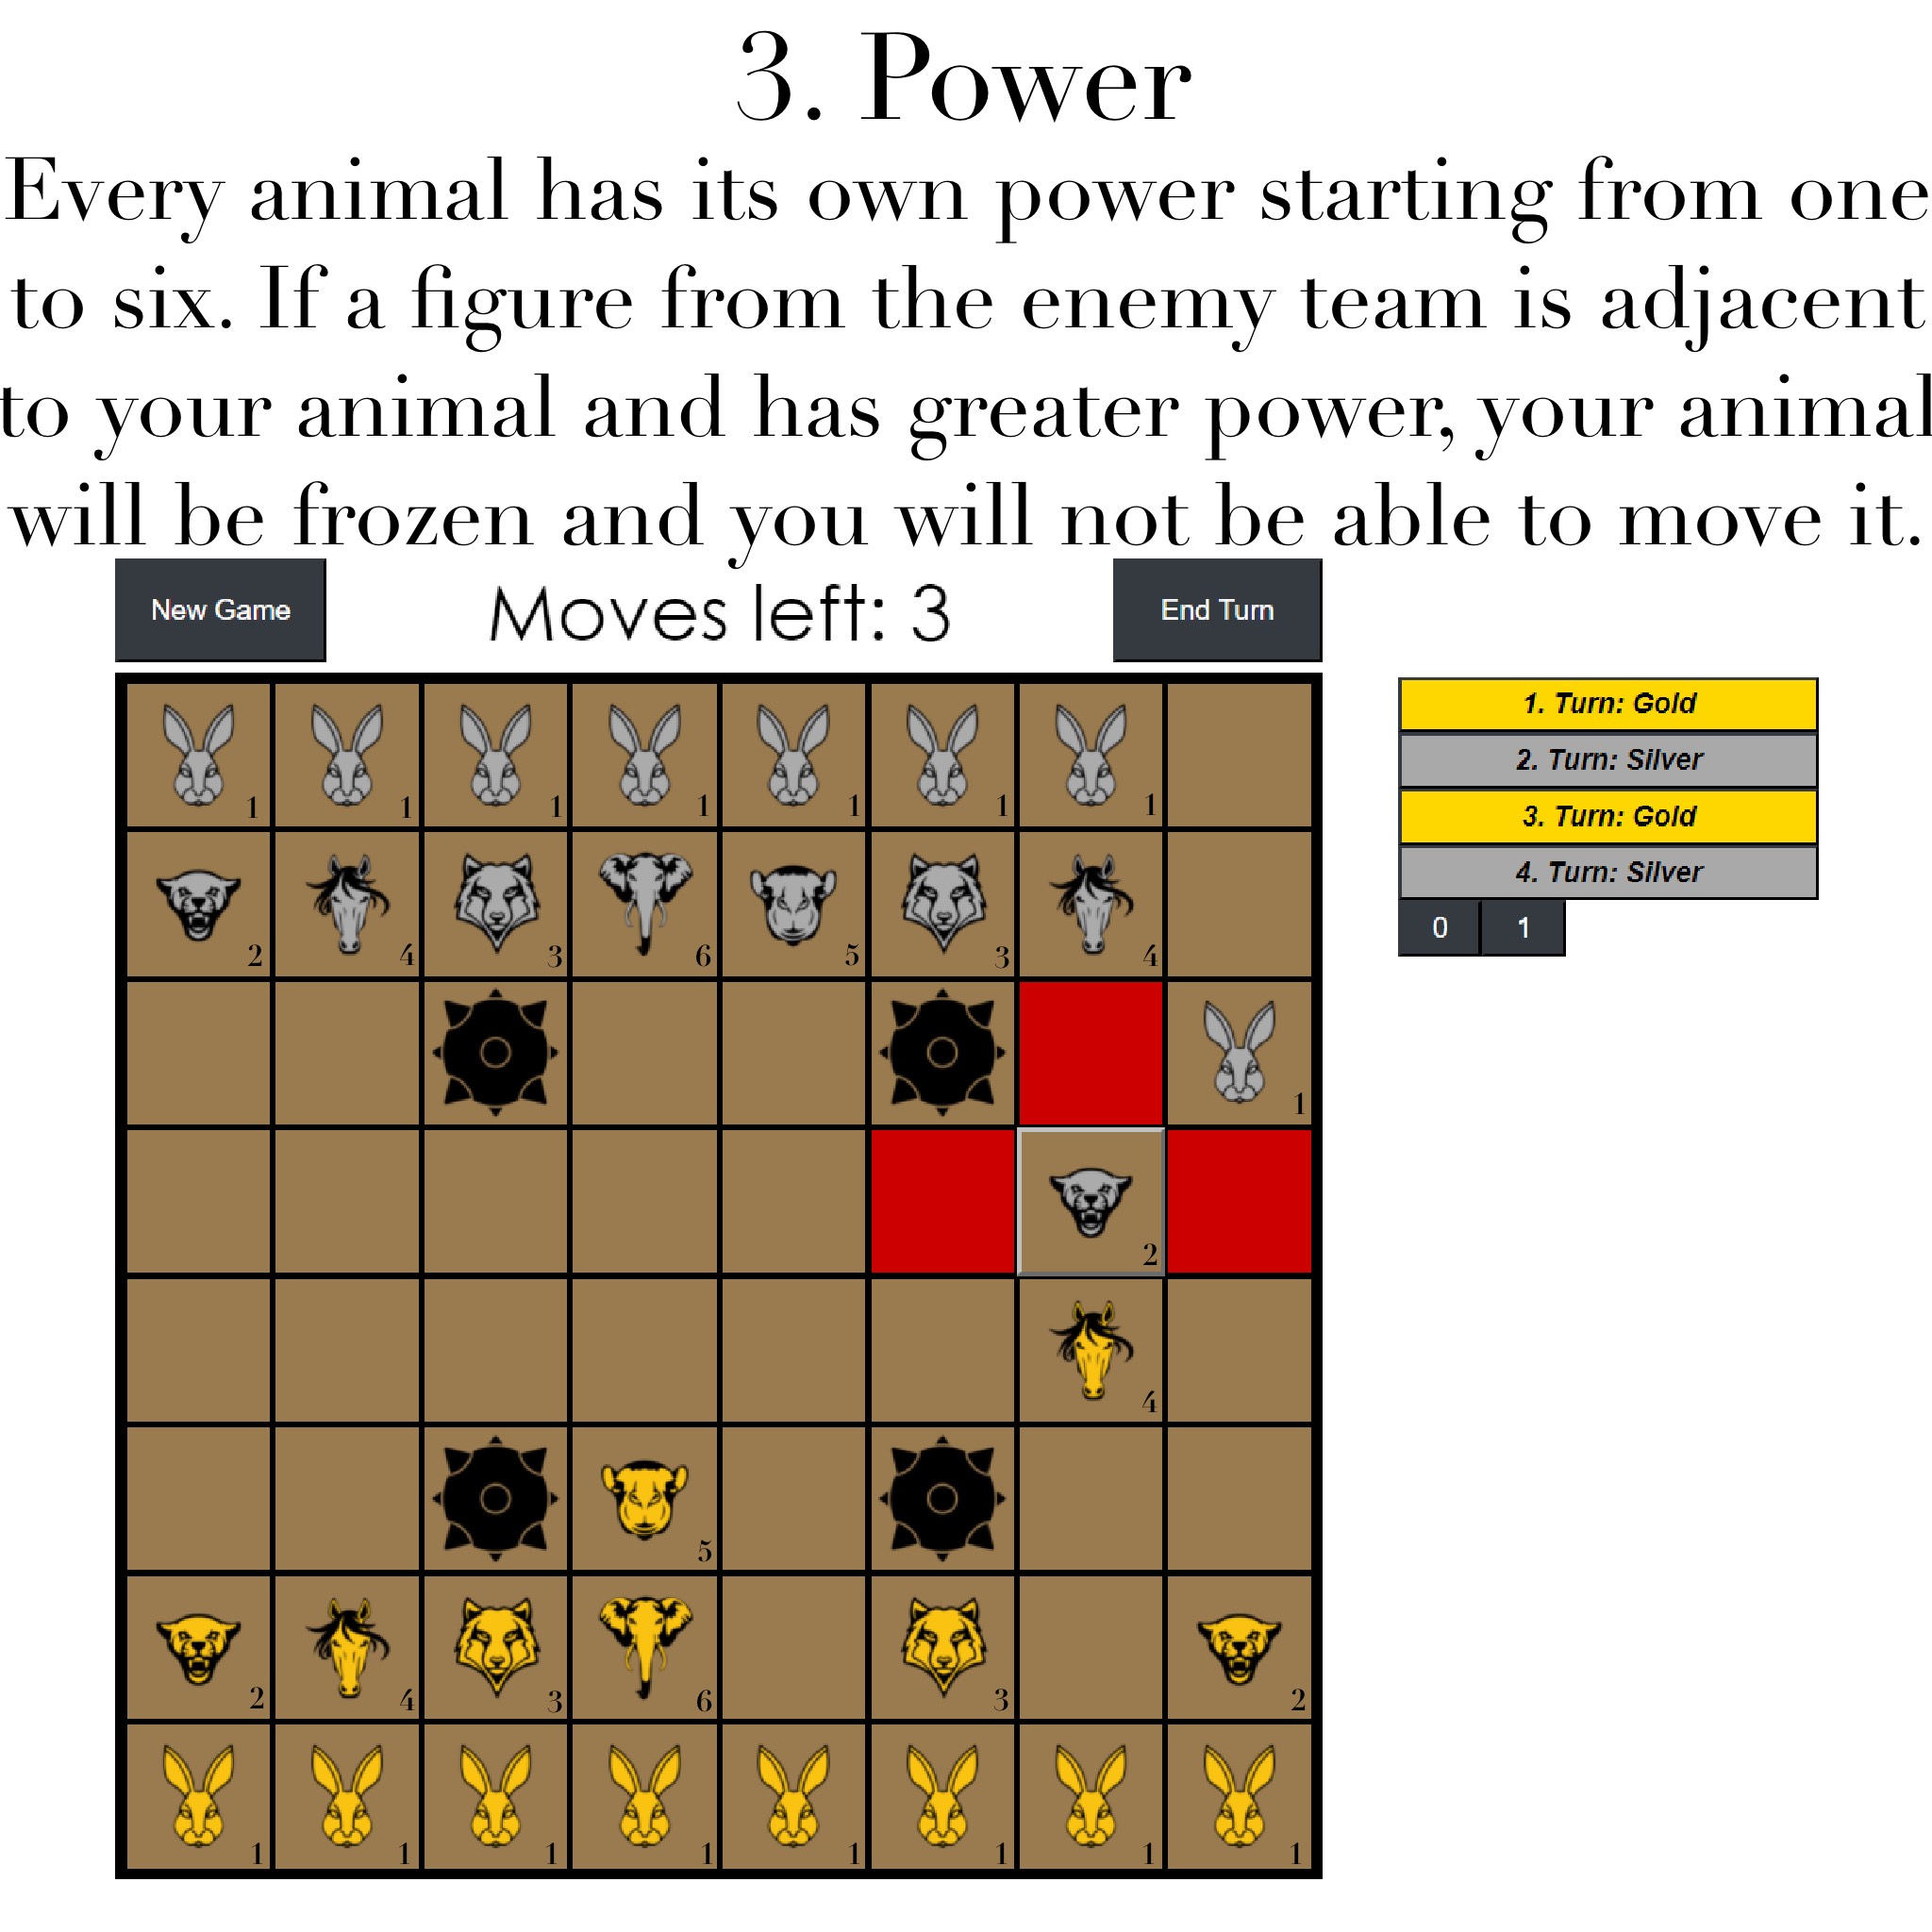 3. Power
Every animal has its own power starting from one
to six. If a figure from the enemy team is adjacent
to your animal and has greater power, your animal
will be frozen and you will not be able to move it.
New Game
Moves left: 3
End Turn
1. Turn: Gold
2. Turn: Silver
3. Turn: Gold
4. Turn: Silver
0 1
1 1 1 1 1 1 1
2 4 3 6 5 3 4
1
2
4
5
2 4 3 6 3 2
1 1 1 1 1 1 1 1